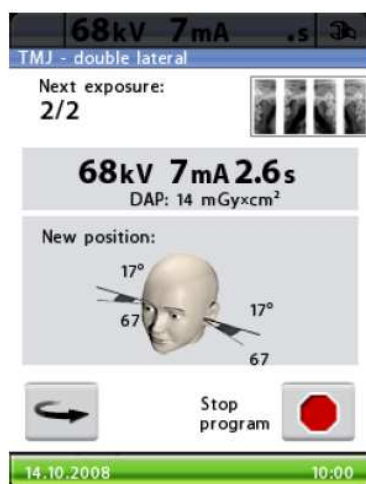 68kV 7mA .s
TMJ - double lateral
Next exposure:
2/2
68kV 7mA 2.6s
DAP: 14 mGy×cm²
New position:
17°
17°
67
67
Stop
program
14.10.2008 10:00